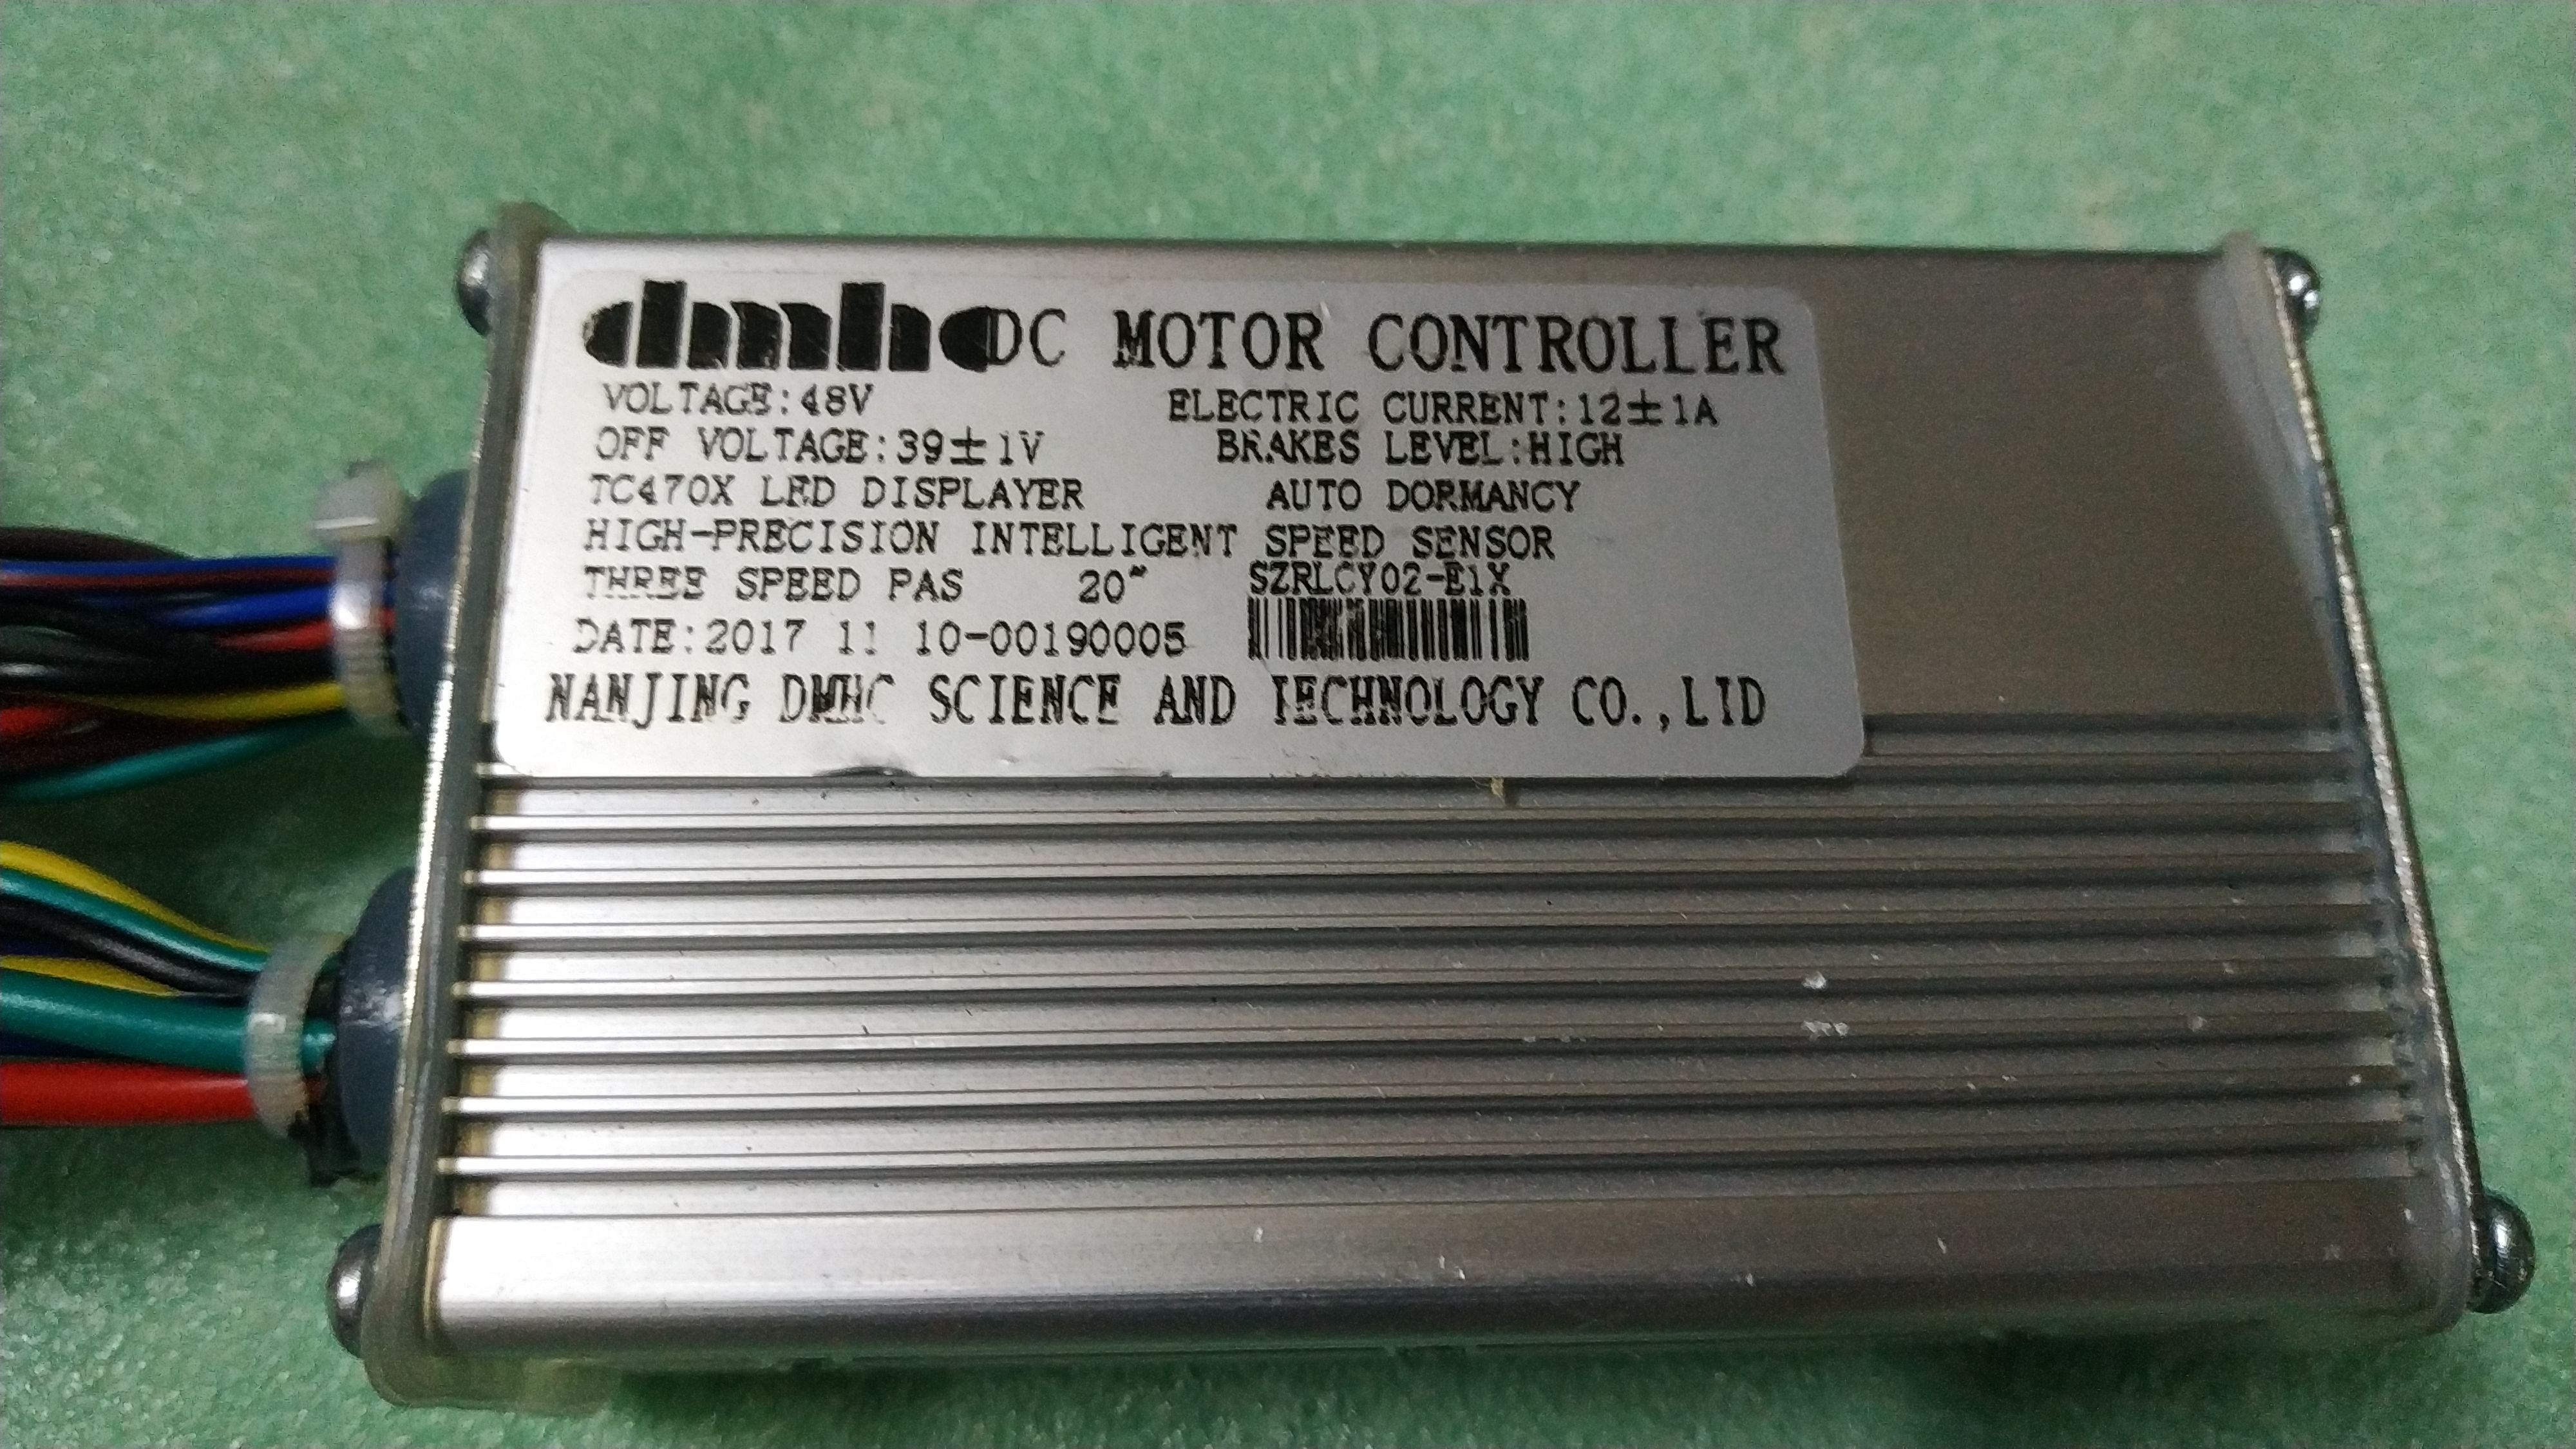 dmhc DC MOTOR CONTROLLER
VOLTAGE:48V ELECTRIC CURRENT:12±1A
OFF VOLTAGE:39±1V BRAKES LEVEL:HIGH
TC470X LED DISPLAYER AUTO DORMANCY
HIGH-PRECISION INTELLIGENT SPEED SENSOR
THREE SPEED PAS 20" SZRLCY02-E1X
DATE:2017 11 10-00190005
NANJING DMHC SCIENCE AND TECHNOLOGY CO.,LTD